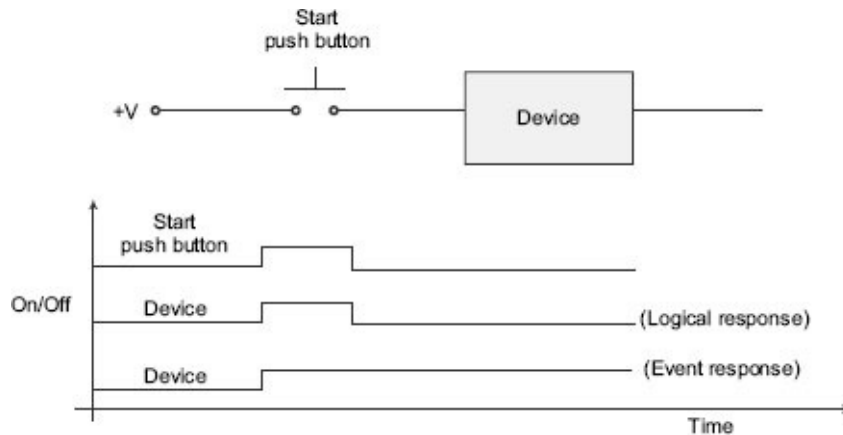 Start
push button
+V
Device
Start
push button
On/Off
Device
(Logical response)
Device
(Event response)
Time